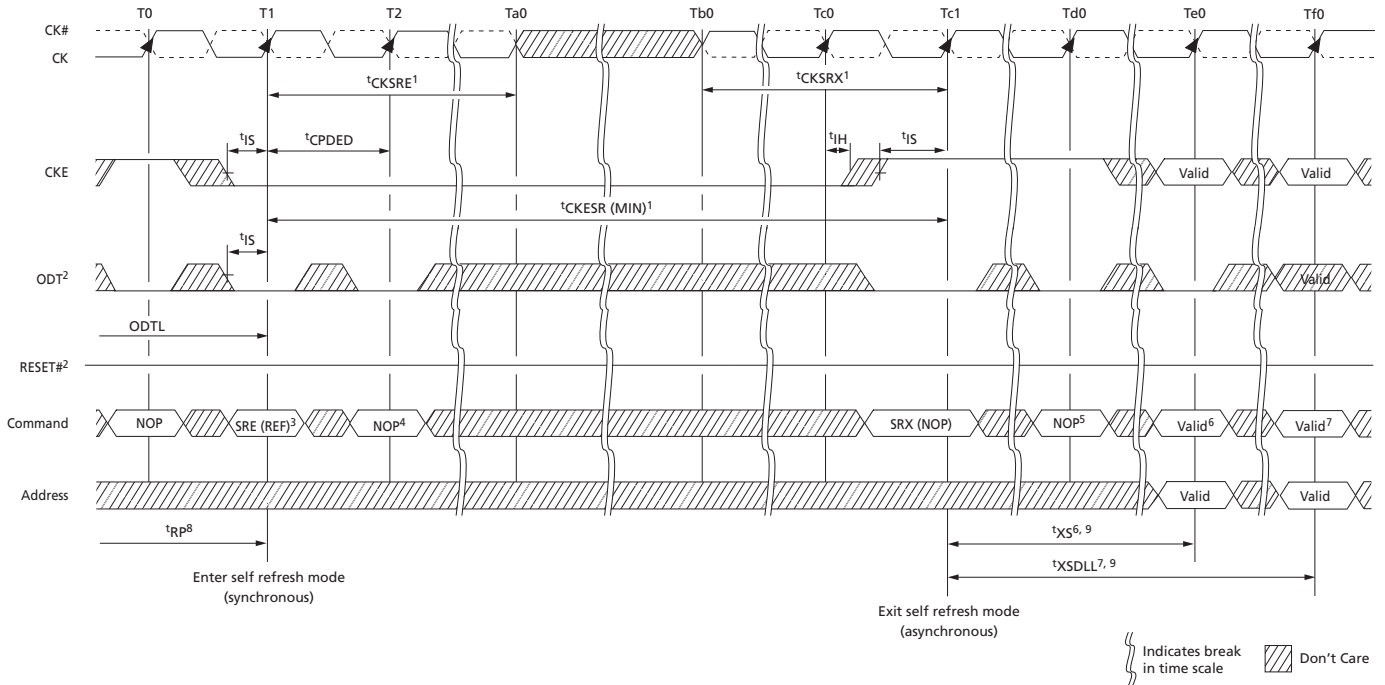 T0 T1 T2 Ta0 Tb0 Tc0 Tc1 Td0 Te0 Tf0
CK#
CK
tCKSRE1 tCKSRX1
tIS tCPDED tIH tIS
CKE Valid Valid
tCKESR (MIN)1
tIS
ODT2 Valid
ODTL
RESET#2
Command NOP SRE (REF)3 NOP4 SRX (NOP) NOP5 Valid6 Valid7
Address Valid Valid
tRP8 tXS6, 9
tXSDLL7, 9
Enter self refresh mode
(synchronous)
Exit self refresh mode
(asynchronous)
Indicates break
in time scale
Don't Care